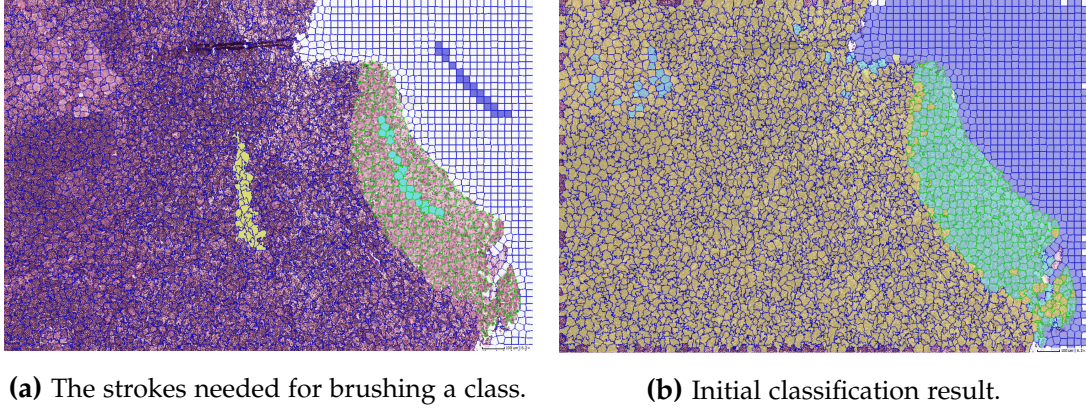 (a) The strokes needed for brushing a class.
(b) Initial classification result.